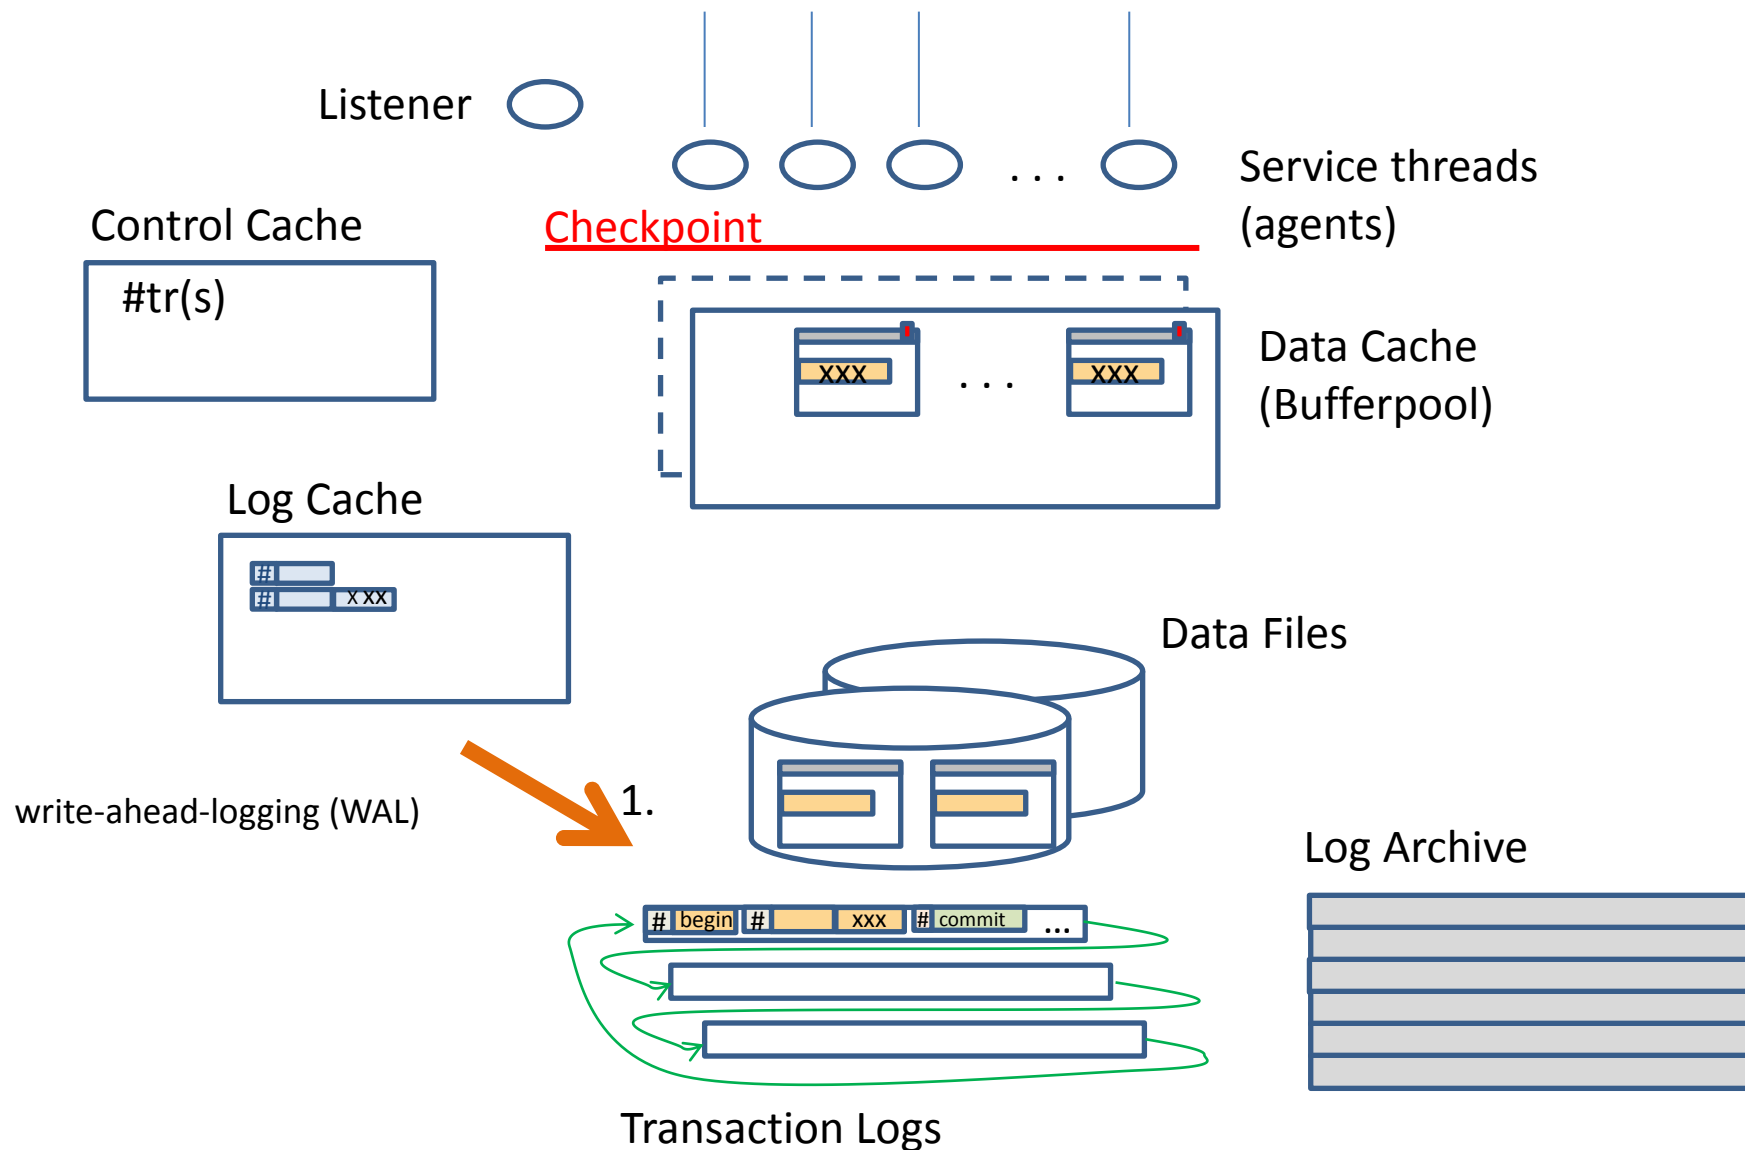 Listener
. . .
Service threads
(agents)
Control Cache
Checkpoint
#tr(s)
xxx
. . .
xxx
Data Cache
(Bufferpool)
Log Cache
#
# x xx
Data Files
1.
write-ahead-logging (WAL)
Log Archive
# begin # xxx # commit ...
Transaction Logs